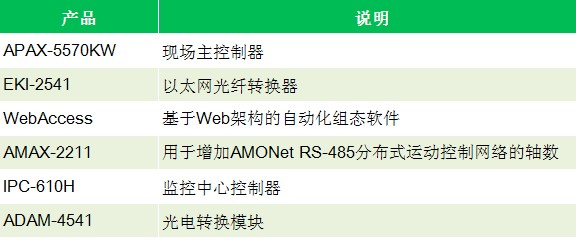 产品 说明
APAX-5570KW 现场主控制器
EKI-2541 以太网光纤转换器
WebAccess 基于Web架构的自动化组态软件
AMAX-2211 用于增加AMONet RS-485分布式运动控制网络的轴数
IPC-610H 监控中心控制器
ADAM-4541 光电转换模块